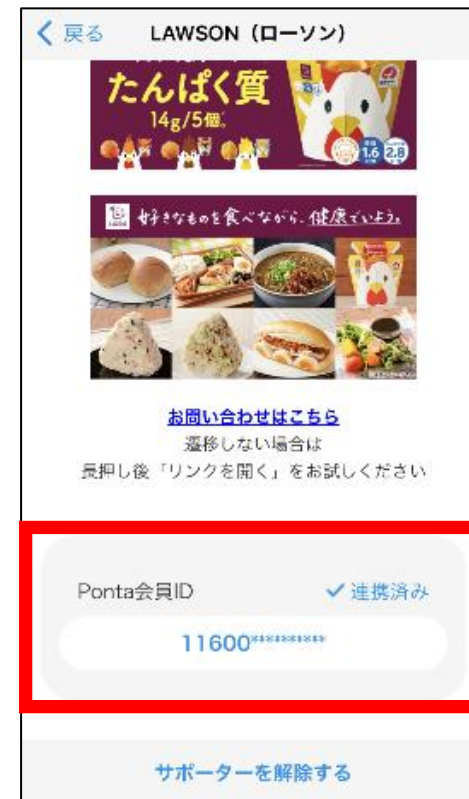 戻る LAWSON（ローソン）
たんぱく質
14g/5個
1.6 2.8
好きなものを食べながら、健康でいよう。
お問い合わせはこちら
遷移しない場合は
長押し後「リンクを開く」をお試しください
Ponta会員ID ✓連携済み
11600**********
サポーターを解除する